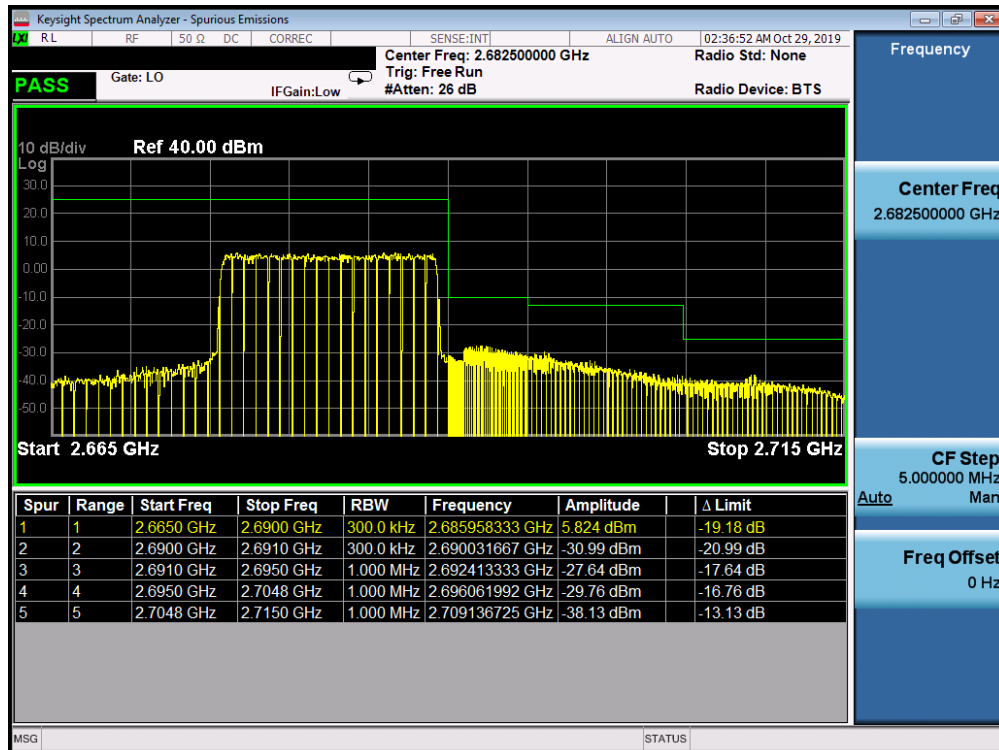 Keysight Spectrum Analyzer - Spurious Emissions
LXI RL RF 50 Ω DC CORREC SENSE:INT ALIGN AUTO 02:36:52 AM Oct 29, 2019
Center Freq: 2.682500000 GHz Radio Std: None
Trig: Free Run
PASS Gate: LO IFGain:Low #Atten: 26 dB Radio Device: BTS
10 dB/div Ref 40.00 dBm
Log
30.0
20.0
10.0
0.00
-10.0
-20.0
-30.0
-40.0
-50.0
Start 2.665 GHz Stop 2.715 GHz
Spur Range Start Freq Stop Freq RBW Frequency Amplitude Δ Limit
1 1 2.6650 GHz 2.6900 GHz 300.0 kHz 2.685958333 GHz 5.824 dBm -19.18 dB
2 2 2.6900 GHz 2.6910 GHz 300.0 kHz 2.690031667 GHz -30.99 dBm -20.99 dB
3 3 2.6910 GHz 2.6950 GHz 1.000 MHz 2.692413333 GHz -27.64 dBm -17.64 dB
4 4 2.6950 GHz 2.7048 GHz 1.000 MHz 2.696061992 GHz -29.76 dBm -16.76 dB
5 5 2.7048 GHz 2.7150 GHz 1.000 MHz 2.709136725 GHz -38.13 dBm -13.13 dB
MSG STATUS
Frequency
Center Freq
2.682500000 GHz
CF Step
5.000000 MHz
Auto Man
Freq Offset
0 Hz